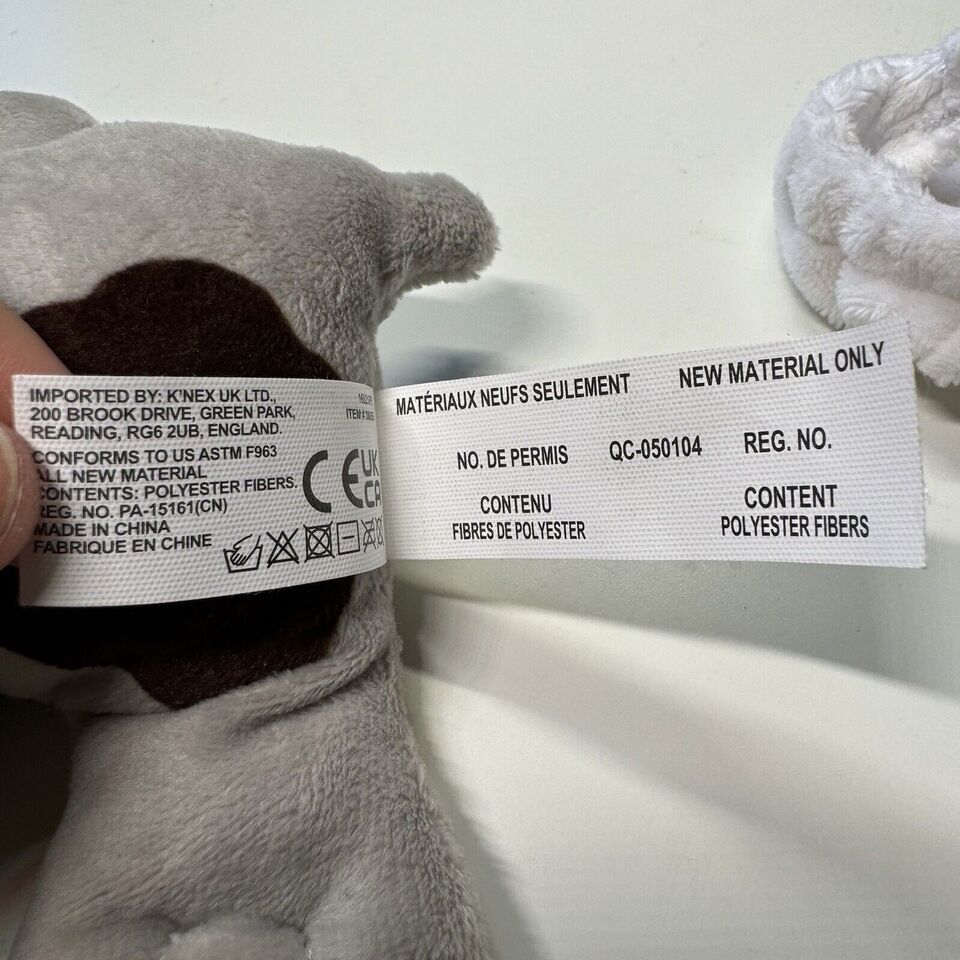 IMPORTED BY: K'NEX UK LTD.,
200 BROOK DRIVE, GREEN PARK,
READING, RG6 2UB, ENGLAND.
CONFORMS TO US ASTM F963
ALL NEW MATERIAL
CONTENTS: POLYESTER FIBERS.
REG. NO. PA-15161(CN)
MADE IN CHINA
FABRIQUE EN CHINE
ITEM#
CE UK
CA
MATÉRIAUX NEUFS SEULEMENT NEW MATERIAL ONLY
NO. DE PERMIS QC-050104 REG. NO.
CONTENU CONTENT
FIBRES DE POLYESTER POLYESTER FIBERS